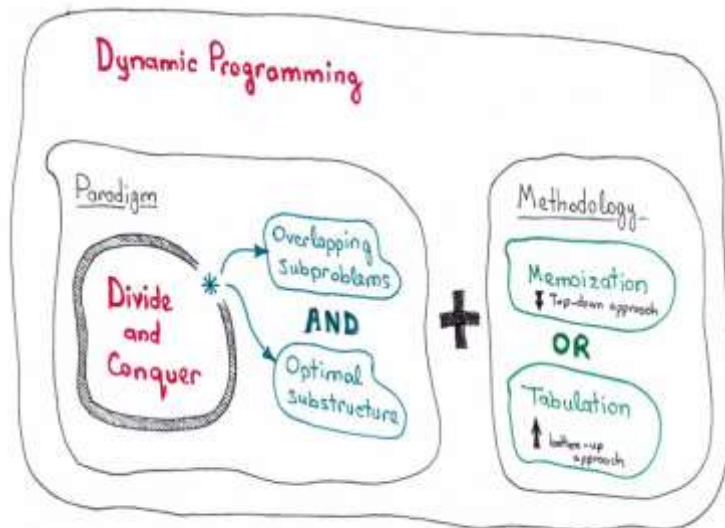 Dynamic Programming
Paradigm
Divide
and
Conquer
*
Overlapping
subproblems
AND
Optimal
substructure
+
Methodology
Memoization
Top-down approach
OR
Tabulation
bottom-up
approach